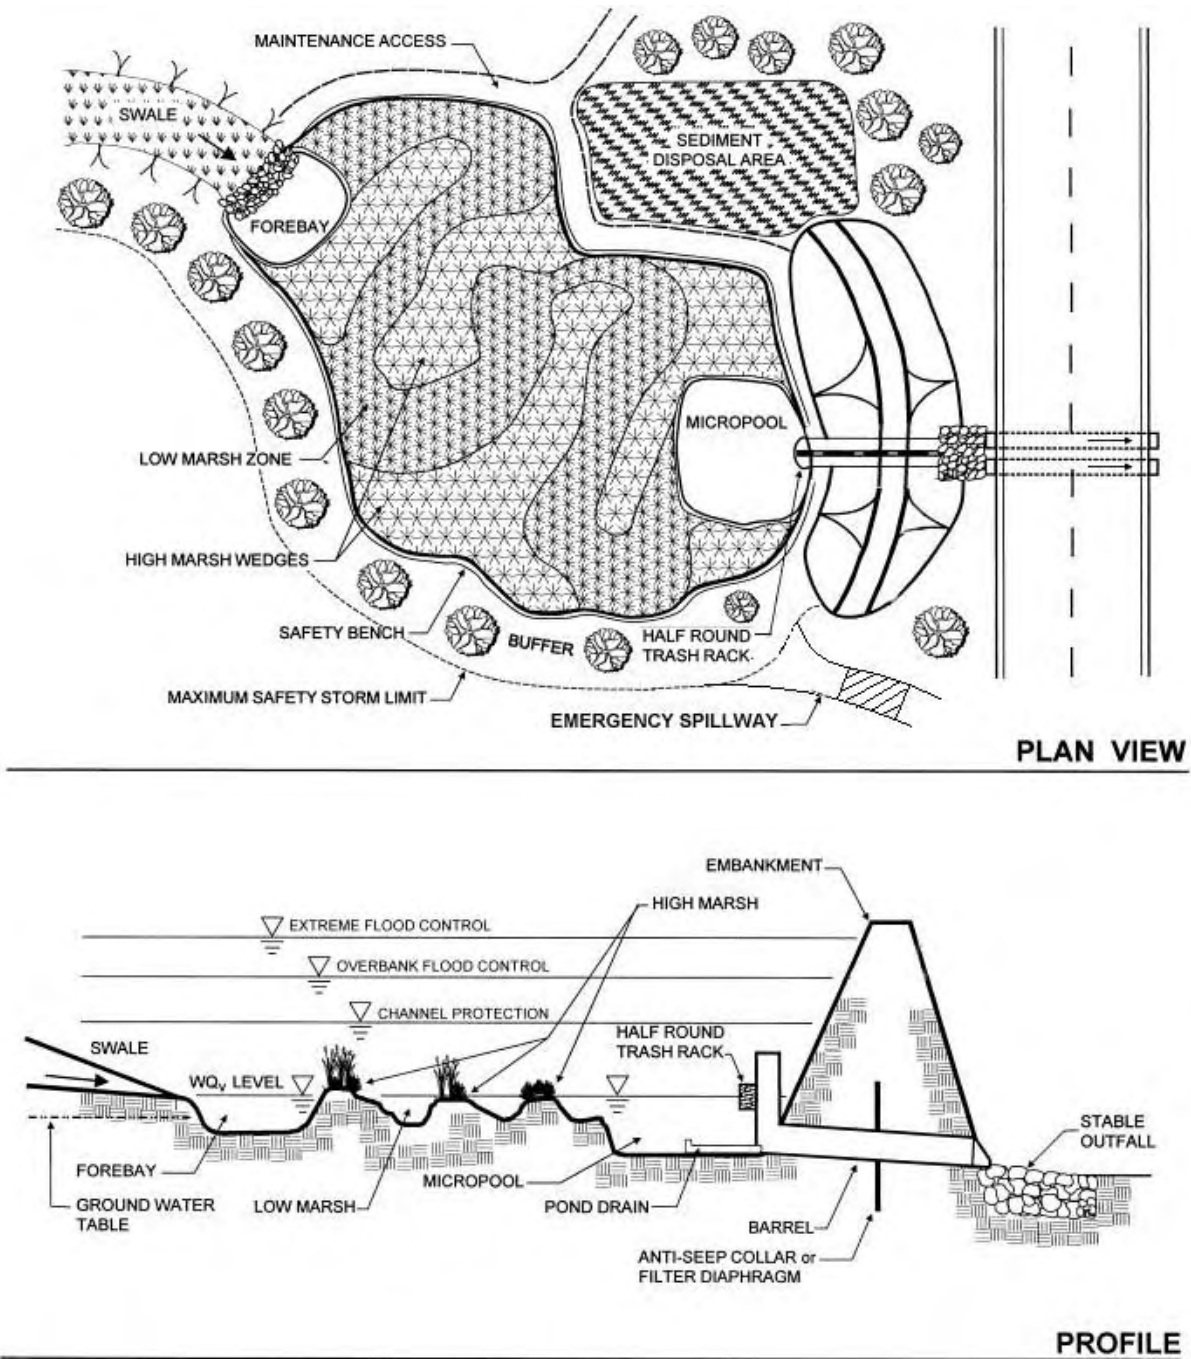 MAINTENANCE ACCESS
SWALE
SEDIMENT
DISPOSAL AREA
FOREBAY
MICROPOOL
LOW MARSH ZONE
HIGH MARSH WEDGES
SAFETY BENCH
BUFFER
HALF ROUND
TRASH RACK
MAXIMUM SAFETY STORM LIMIT
EMERGENCY SPILLWAY
PLAN VIEW
EMBANKMENT
HIGH MARSH
EXTREME FLOOD CONTROL
OVERBANK FLOOD CONTROL
CHANNEL PROTECTION
HALF ROUND
TRASH RACK
SWALE
WQv LEVEL
STABLE
OUTFALL
FOREBAY
MICROPOOL
GROUND WATER
TABLE
LOW MARSH
POND DRAIN
BARREL
ANTI-SEEP COLLAR or
FILTER DIAPHRAGM
PROFILE